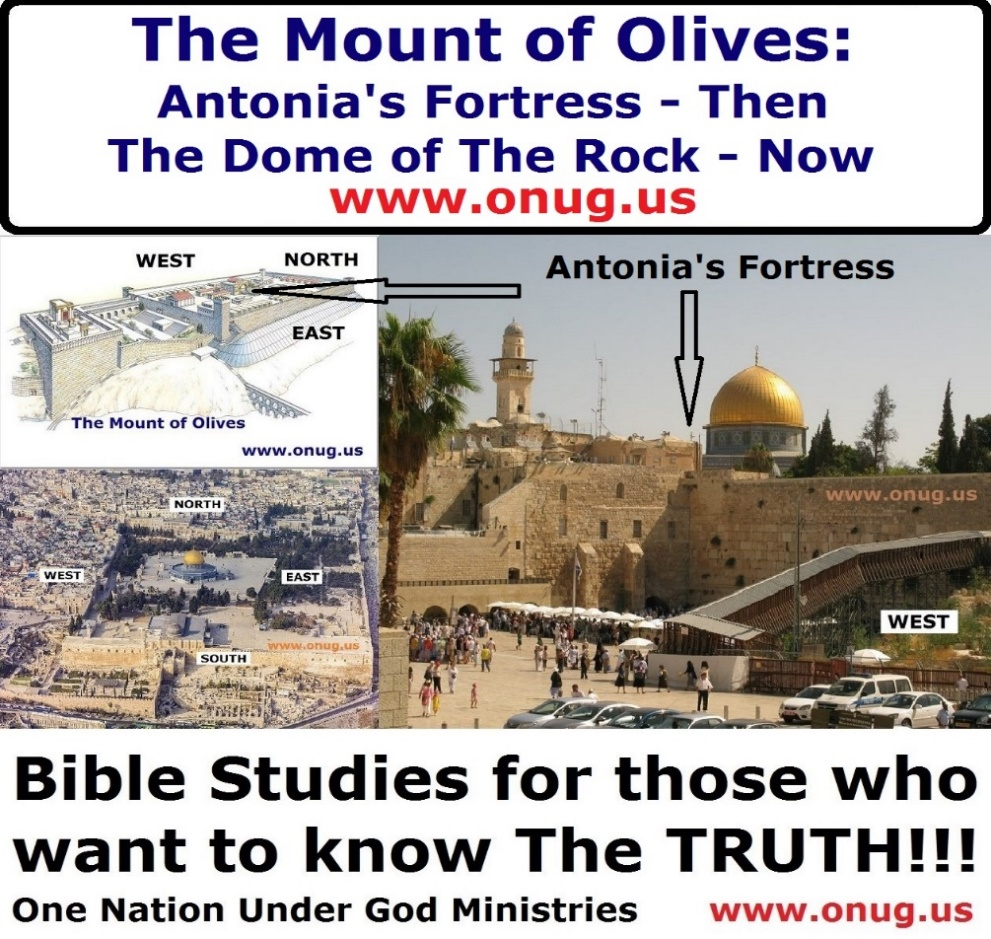 The Mount of Olives:
Antonia's Fortress - Then
The Dome of The Rock - Now
www.onug.us
WEST
NORTH
EAST
The Mount of Olives
www.onug.us
Antonia's Fortress
www.onug.us
WEST
NORTH
WEST
EAST
www.onug.us
SOUTH
Bible Studies for those who
want to know The TRUTH!!!
One Nation Under God Ministries
www.onug.us